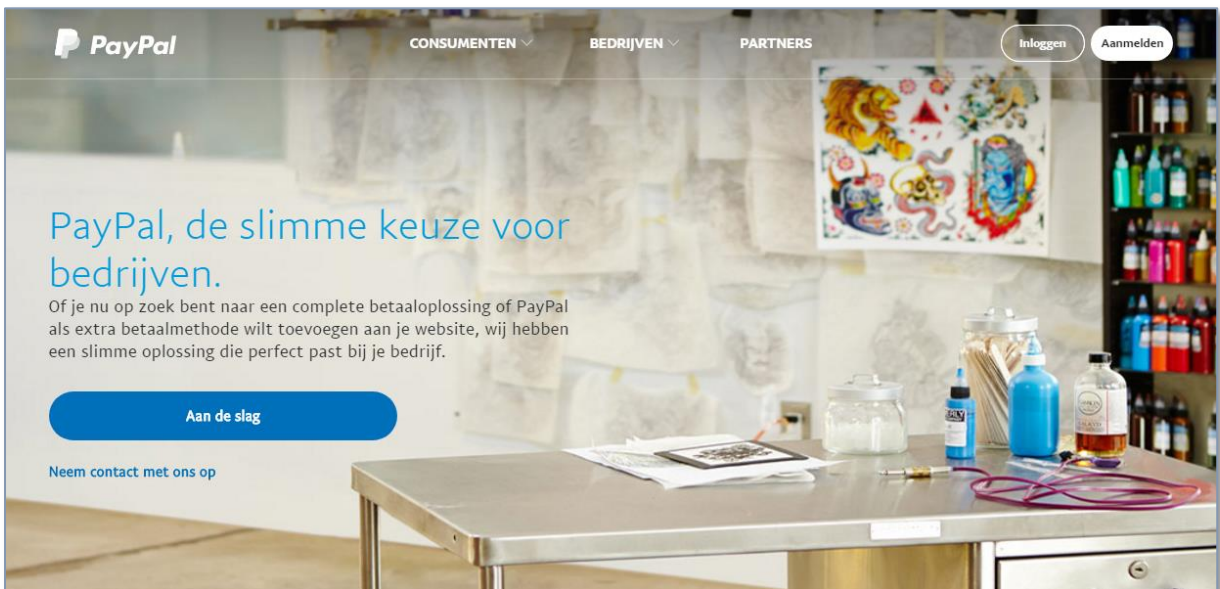 PayPal
CONSUMENTEN
BEDRIJVEN
PARTNERS
Inloggen
Aanmelden
PayPal, de slimme keuze voor
bedrijven.
Of je nu op zoek bent naar een complete betaaloplossing of PayPal
als extra betaalmethode wilt toevoegen aan je website, wij hebben
een slimme oplossing die perfect past bij je bedrijf.
Aan de slag
Neem contact met ons op